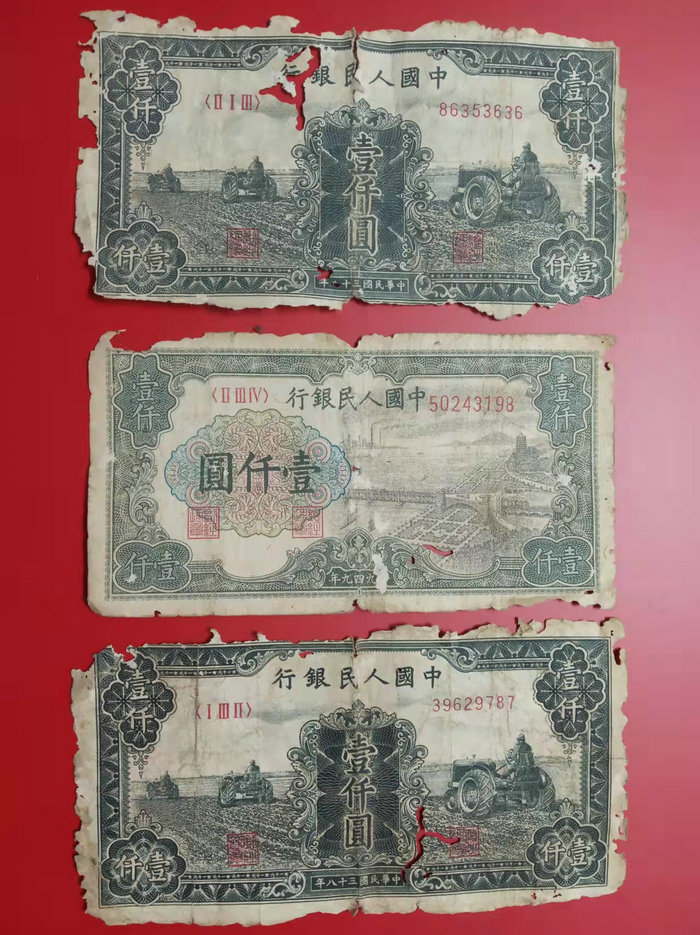 中國人民銀行
〈II I III〉
86353636
壹仟
壹仟
壹仟圓
壹仟
壹仟
中華民國三十 年
中國人民銀行
〈II III IV〉
50243198
壹仟
壹仟
壹仟圓
壹仟
壹仟
九四九年
中國人民銀行
〈I III II〉
39629787
壹仟
壹仟
壹仟圓
壹仟
壹仟
中華民國三十八年